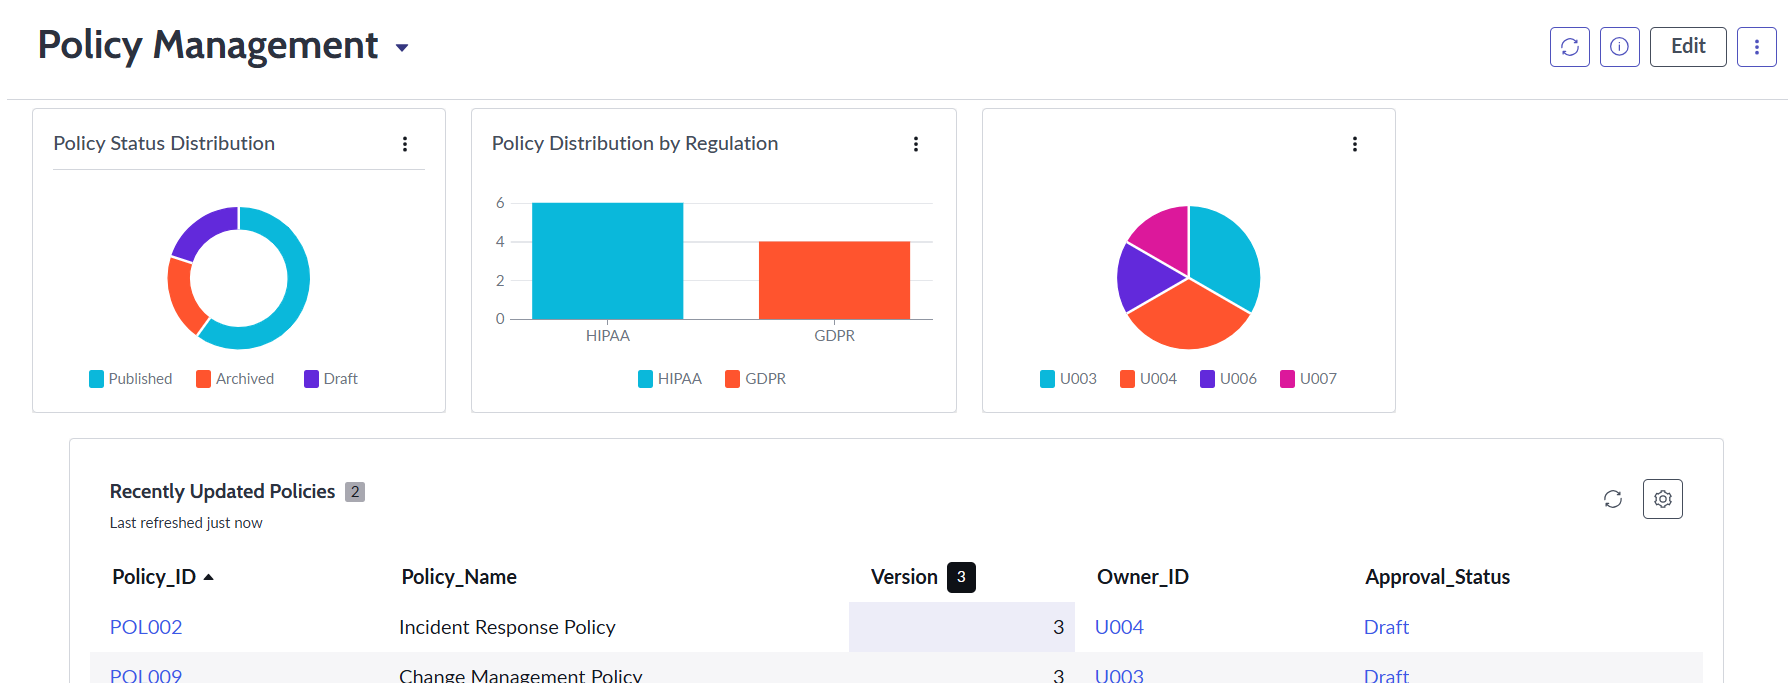 Policy Management
Edit
Policy Status Distribution
Published Archived Draft
Policy Distribution by Regulation
6
4
2
0
HIPAA GDPR
HIPAA GDPR
U003 U004 U006 U007
Recently Updated Policies 2
Last refreshed just now
Policy_ID Policy_Name Version 3 Owner_ID Approval_Status
POL002 Incident Response Policy 3 U004 Draft
POL009 Change Management Policy 3 U003 Draft